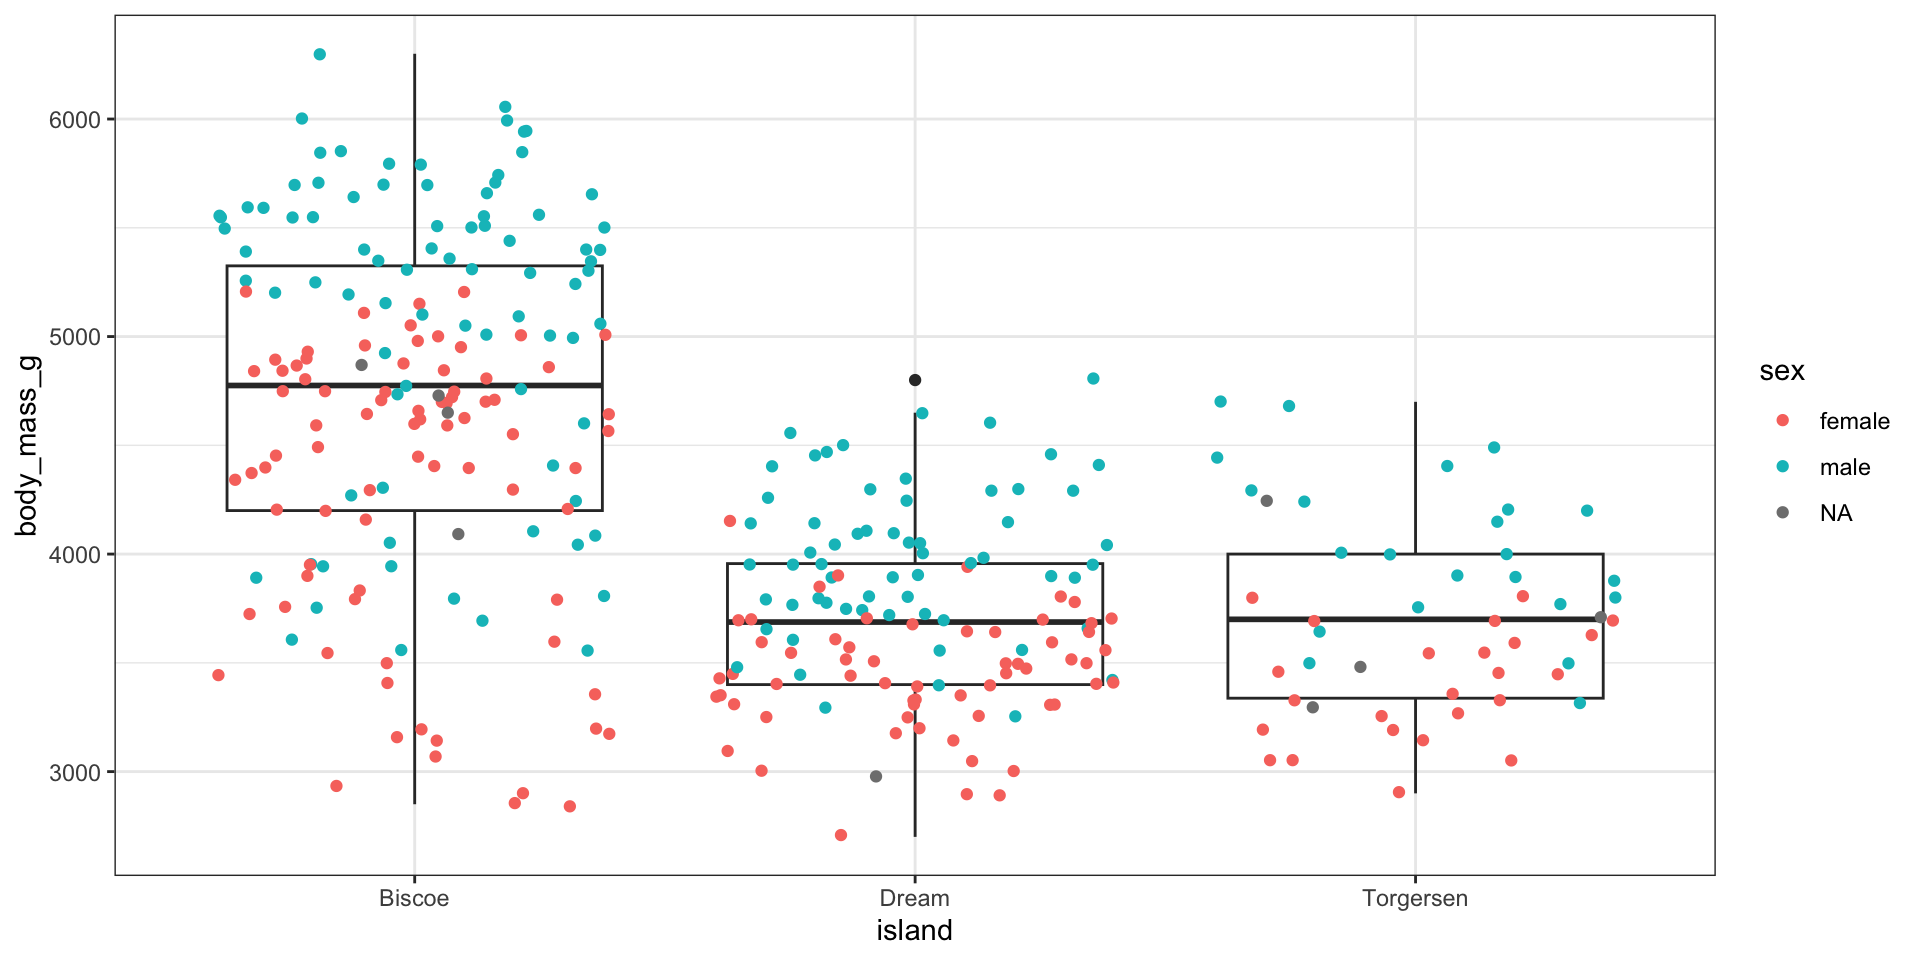 body_mass_g
6000
5000
4000
3000
Biscoe
Dream
Torgersen
island
sex
female
male
NA